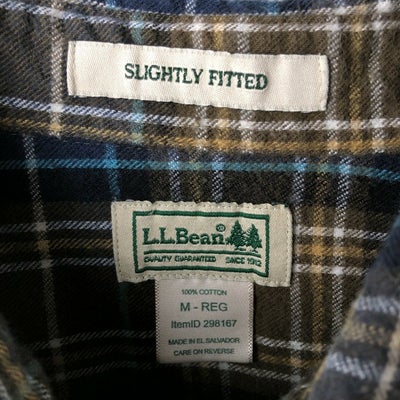 SLIGHTLY FITTED
L.L.Bean®
QUALITY GUARANTEED SINCE 1912
100% COTTON
M - REG
ItemID 298167
MADE IN EL SALVADOR
CARE ON REVERSE